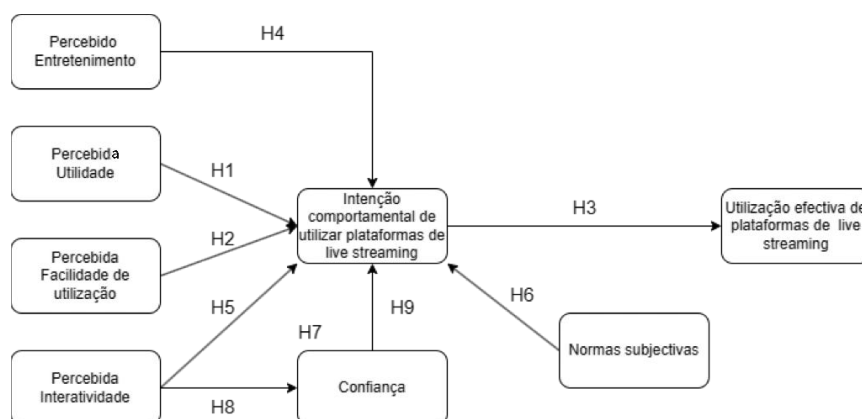 Percebido
Entretenimento
H4
Percebida
Utilidade
H1
Intenção
comportamental de
utilizar plataformas de
live streaming
H3
Utilização efectiva de
plataformas de live
streaming
H2
Percebida
Facilidade de
utilização
H5
H9
H6
H7
Normas subjectivas
Percebida
Interatividade
H8
Confiança